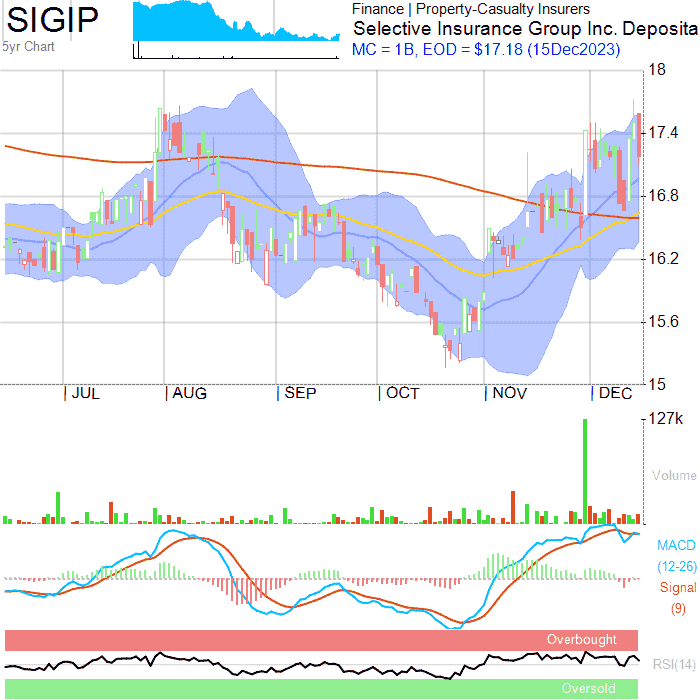 SIGIP
5yr Chart
Finance | Property-Casualty Insurers
Selective Insurance Group Inc. Deposita
MC = 1B, EOD = $17.18 (15Dec2023)
18
17.4
16.8
16.2
15.6
15
JUL AUG SEP OCT NOV DEC
127k
Volume
MACD
(12-26)
Signal
(9)
Overbought
RSI(14)
Oversold